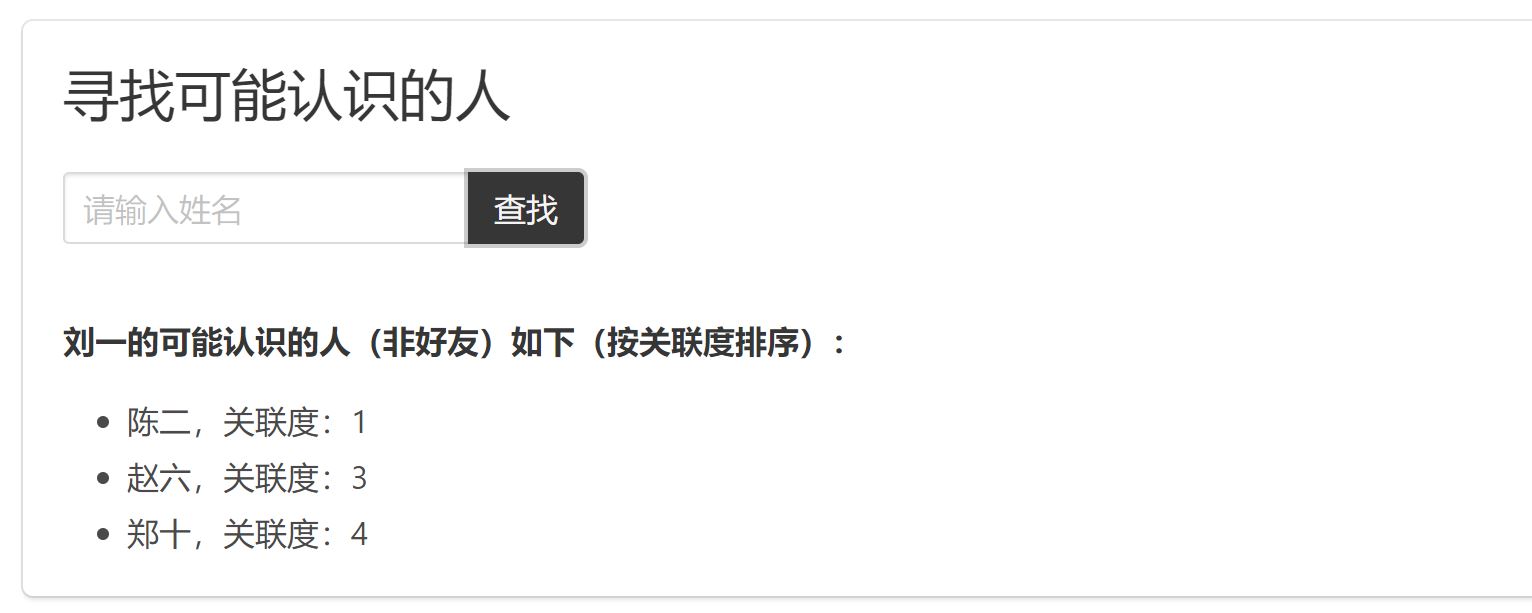 寻找可能认识的人
请输入姓名 查找
刘一的可能认识的人（非好友）如下（按关联度排序）：
陈二，关联度：1
赵六，关联度：3
郑十，关联度：4